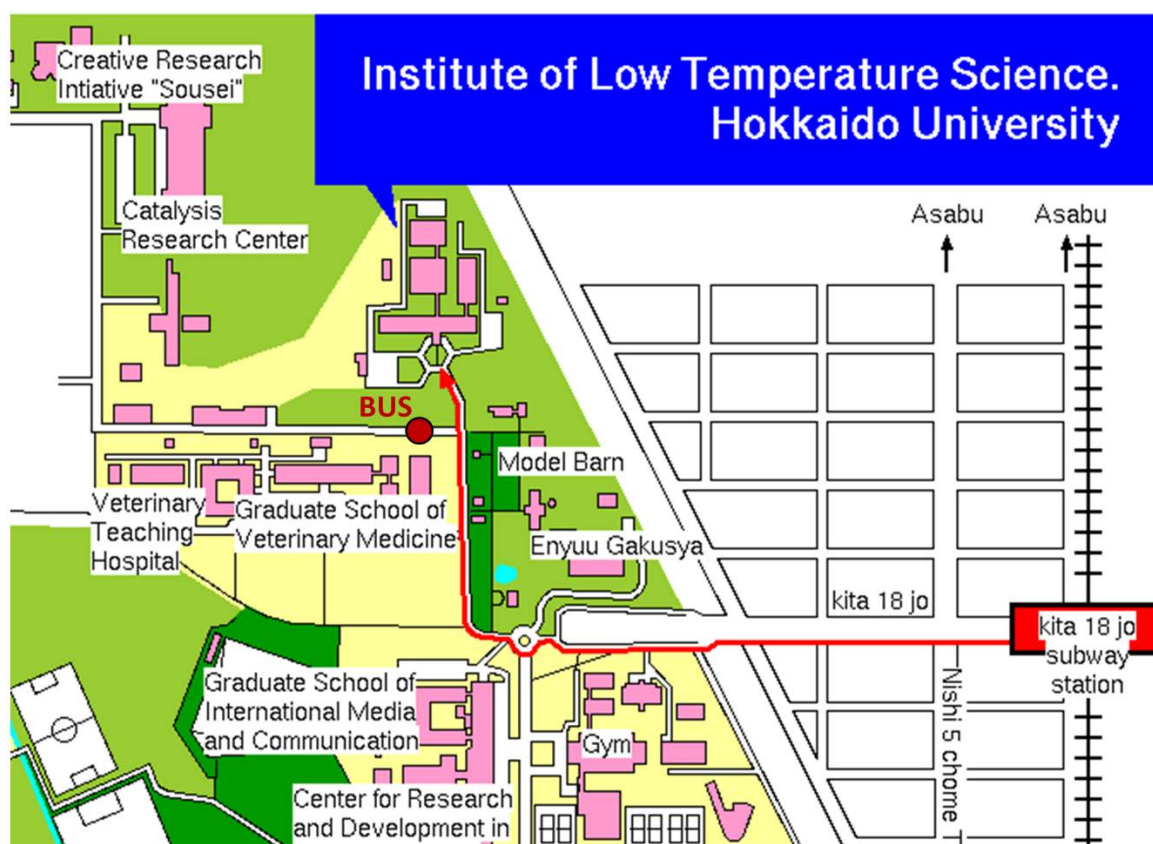 Institute of Low Temperature Science.
Hokkaido University
Creative Research
Intiative "Sousei"
Catalysis
Research Center
Asabu
Asabu
BUS
Model Barn
Veterinary
Teaching
Hospital
Graduate School of
Veterinary Medicine
Enyuu Gakusya
kita 18 jo
kita 18 jo
subway
station
Graduate School of
International Media
and Communication
Gym
Nishi 5 chome
Center for Research
and Development in